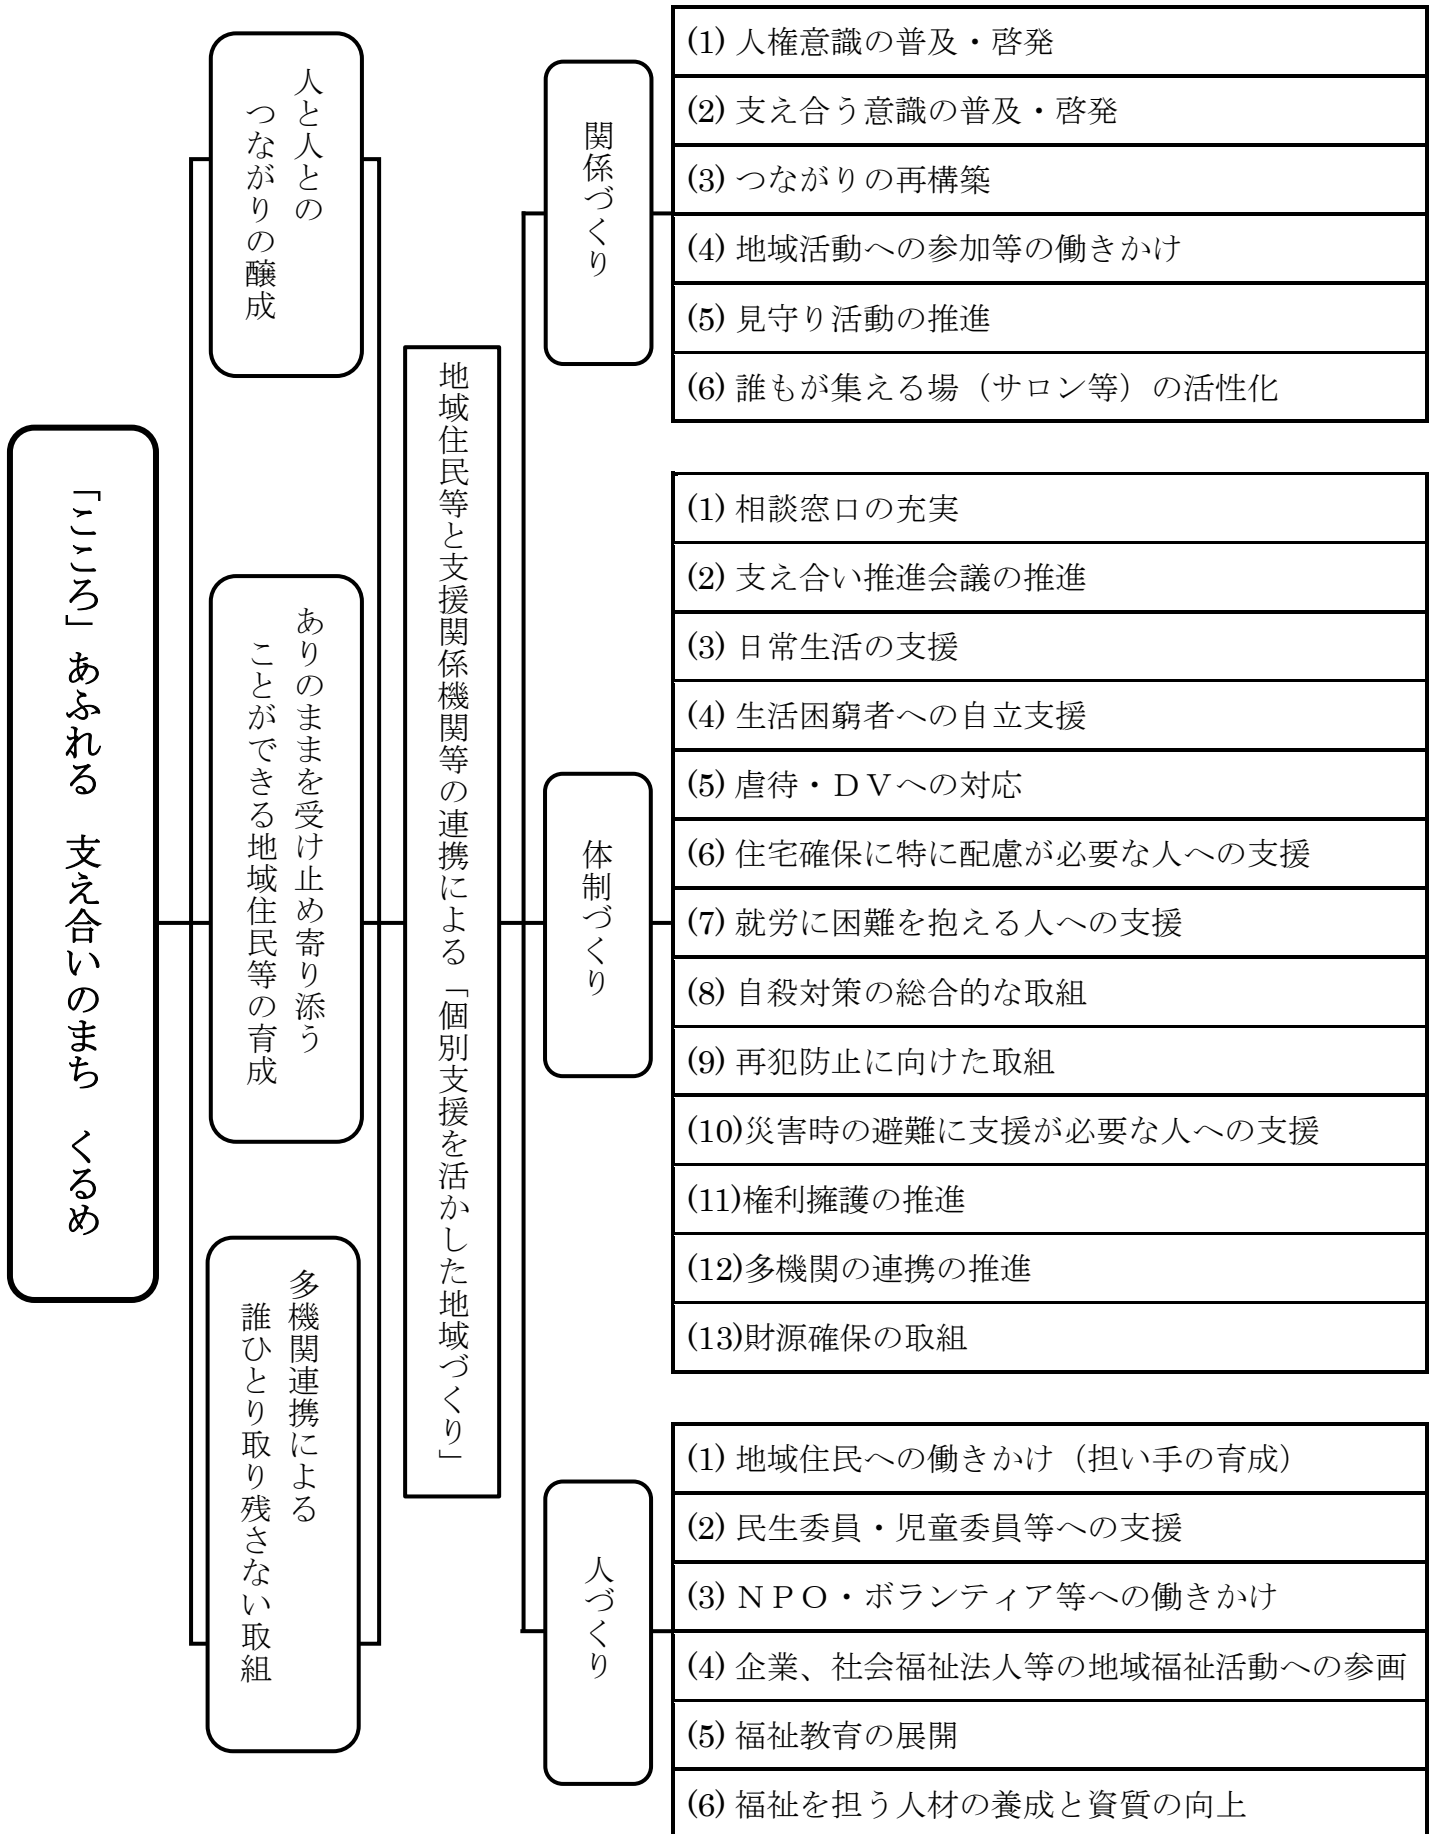 「こころ」あふれる　支え合いのまち　くるめ
人と人との
つながりの醸成
ありのままを受け止め寄り添う
ことができる地域住民等の育成
多機関連携による
誰ひとり取り残さない取組
地域住民等と支援関係機関等の連携による「個別支援を活かした地域づくり」
関係づくり
(1) 人権意識の普及・啓発
(2) 支え合う意識の普及・啓発
(3) つながりの再構築
(4) 地域活動への参加等の働きかけ
(5) 見守り活動の推進
(6) 誰もが集える場（サロン等）の活性化
体制づくり
(1) 相談窓口の充実
(2) 支え合い推進会議の推進
(3) 日常生活の支援
(4) 生活困窮者への自立支援
(5) 虐待・ＤＶへの対応
(6) 住宅確保に特に配慮が必要な人への支援
(7) 就労に困難を抱える人への支援
(8) 自殺対策の総合的な取組
(9) 再犯防止に向けた取組
(10)災害時の避難に支援が必要な人への支援
(11)権利擁護の推進
(12)多機関の連携の推進
(13)財源確保の取組
人づくり
(1) 地域住民への働きかけ（担い手の育成）
(2) 民生委員・児童委員等への支援
(3) ＮＰＯ・ボランティア等への働きかけ
(4) 企業、社会福祉法人等の地域福祉活動への参画
(5) 福祉教育の展開
(6) 福祉を担う人材の養成と資質の向上